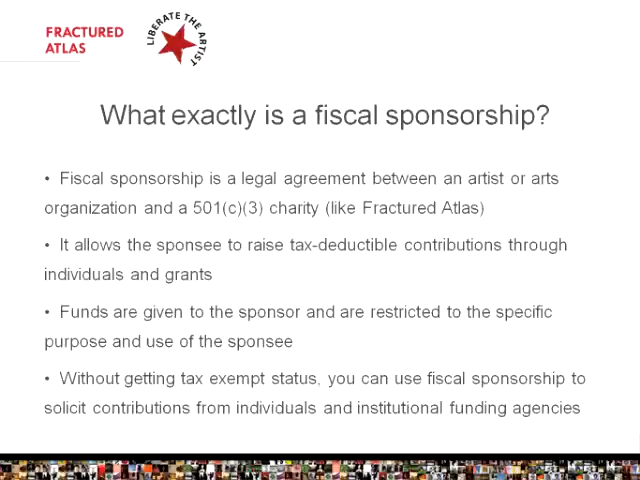 FRACTURED
ATLAS
LIBERATE THE ARTIST
What exactly is a fiscal sponsorship?
• Fiscal sponsorship is a legal agreement between an artist or arts
organization and a 501(c)(3) charity (like Fractured Atlas)
• It allows the sponsee to raise tax-deductible contributions through
individuals and grants
• Funds are given to the sponsor and are restricted to the specific
purpose and use of the sponsee
• Without getting tax exempt status, you can use fiscal sponsorship to
solicit contributions from individuals and institutional funding agencies